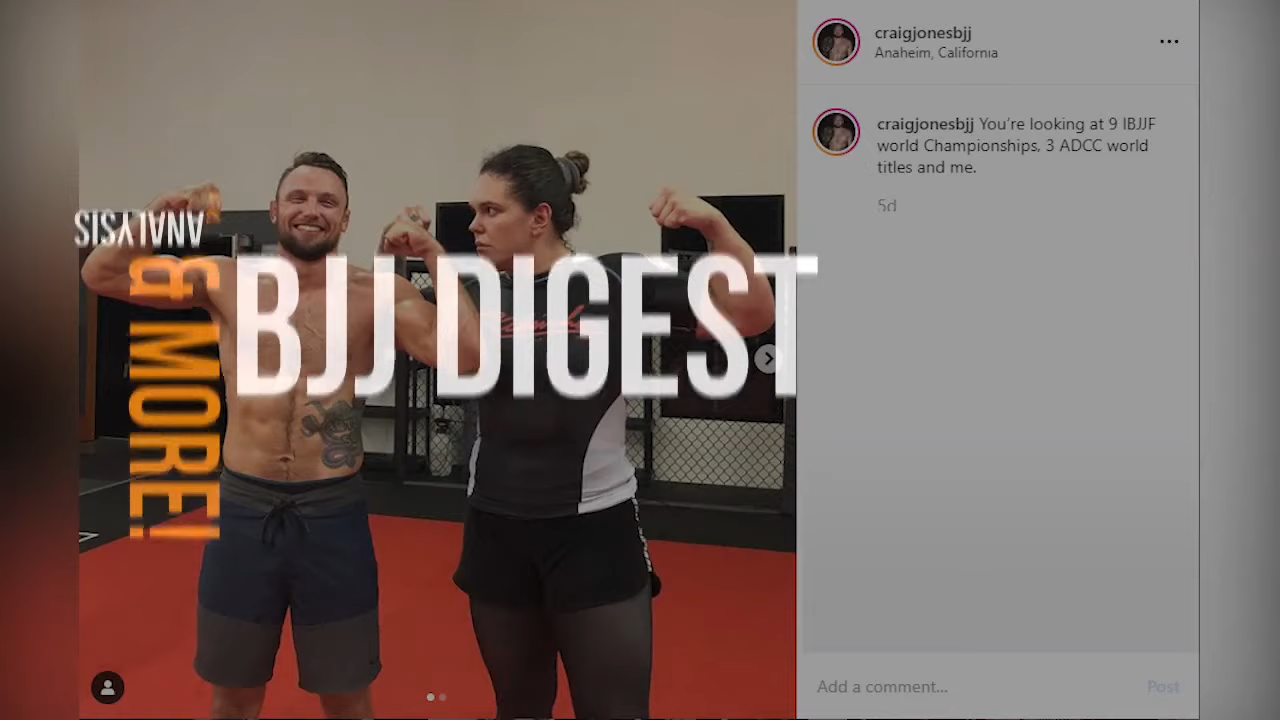 craigjonesbjj
Anaheim, California
craigjonesbjj You're looking at 9 IBJJF
world Championships, 3 ADCC world
titles and me.
5d
ANALYSIS
& MORE!
BJJ DIGEST
Add a comment...
Post